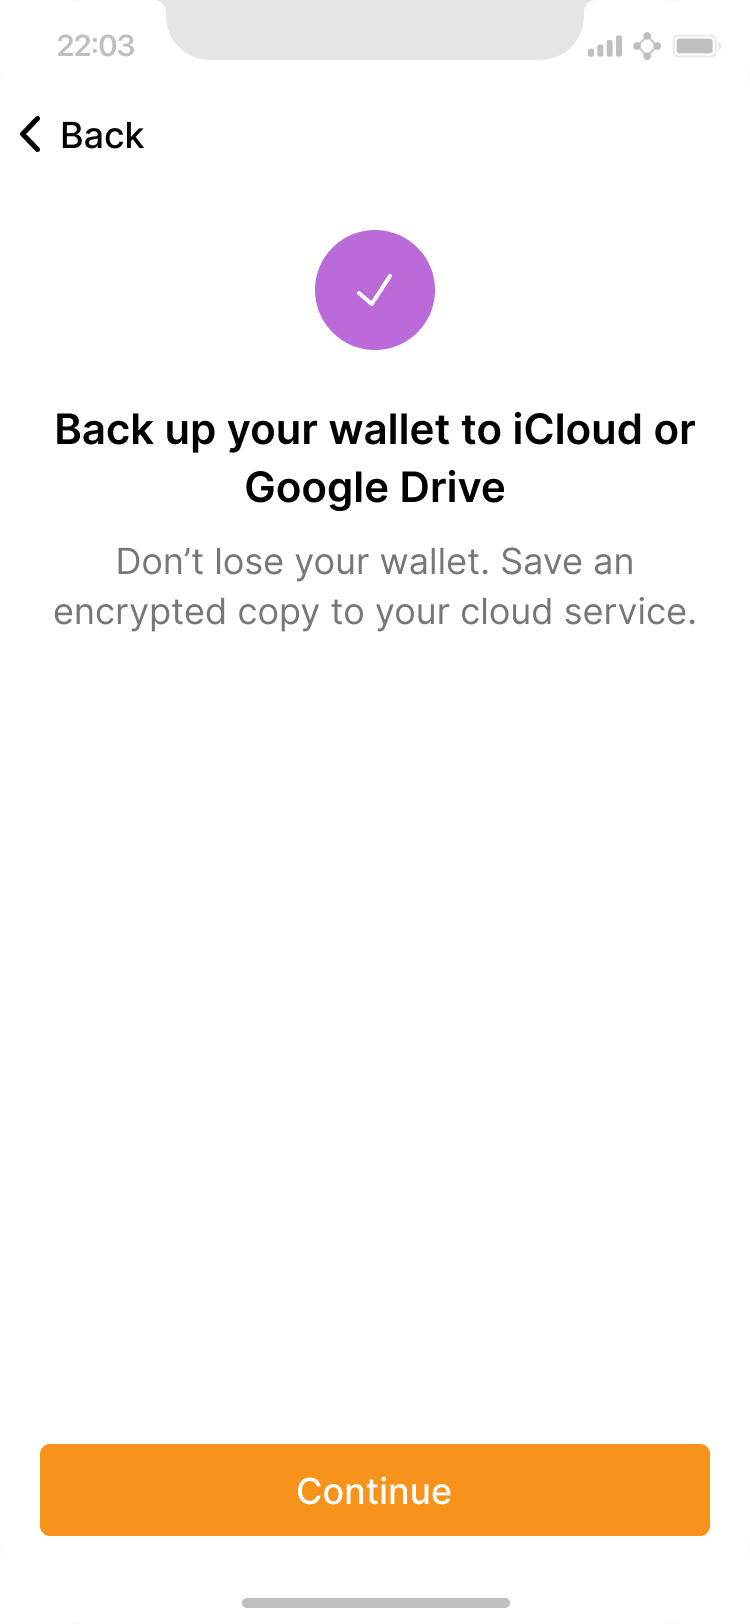 22:03
Back
Back up your wallet to iCloud or
Google Drive
Don’t lose your wallet. Save an
encrypted copy to your cloud service.
Continue